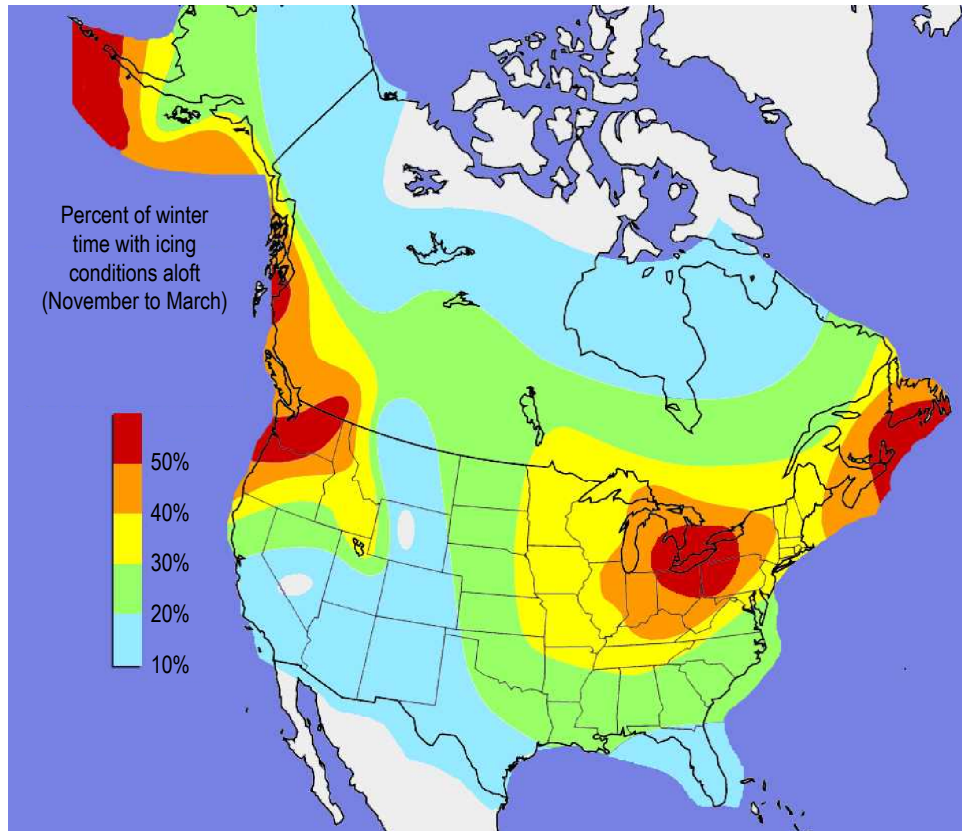 Percent of winter
time with icing
conditions aloft
(November to March)
50%
40%
30%
20%
10%